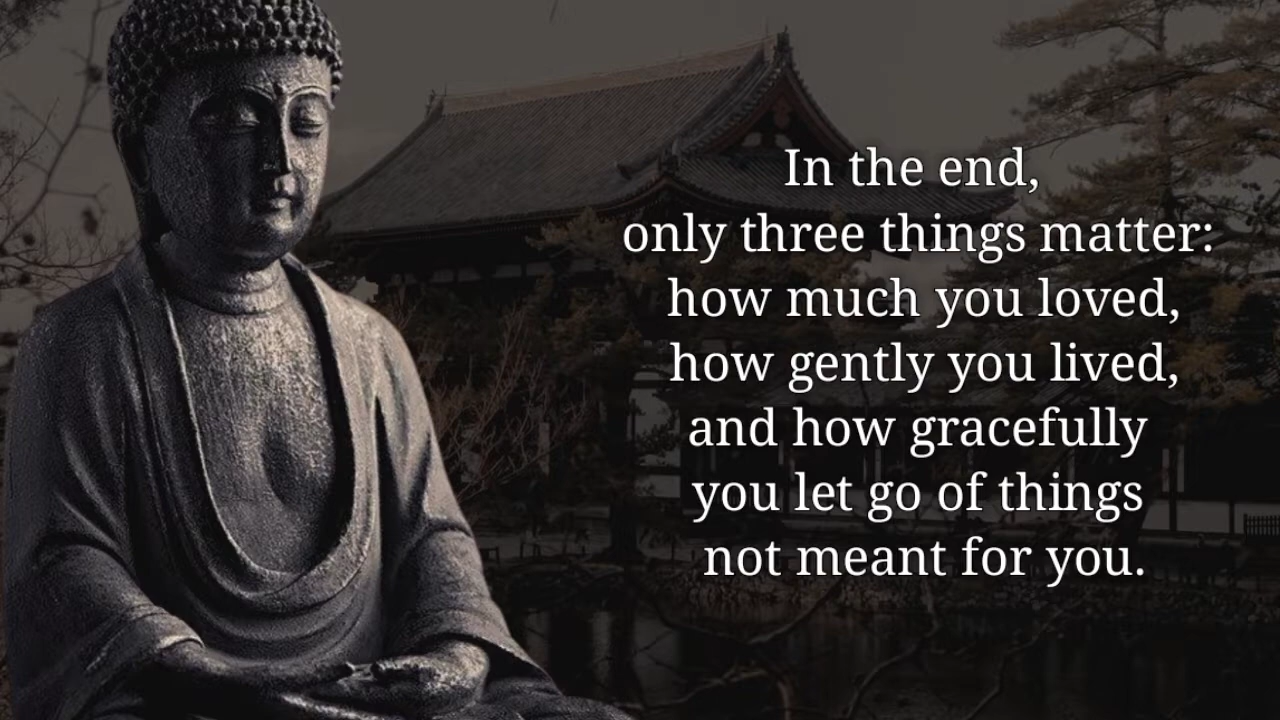 In the end,
only three things matter:
how much you loved,
how gently you lived,
and how gracefully
you let go of things
not meant for you.